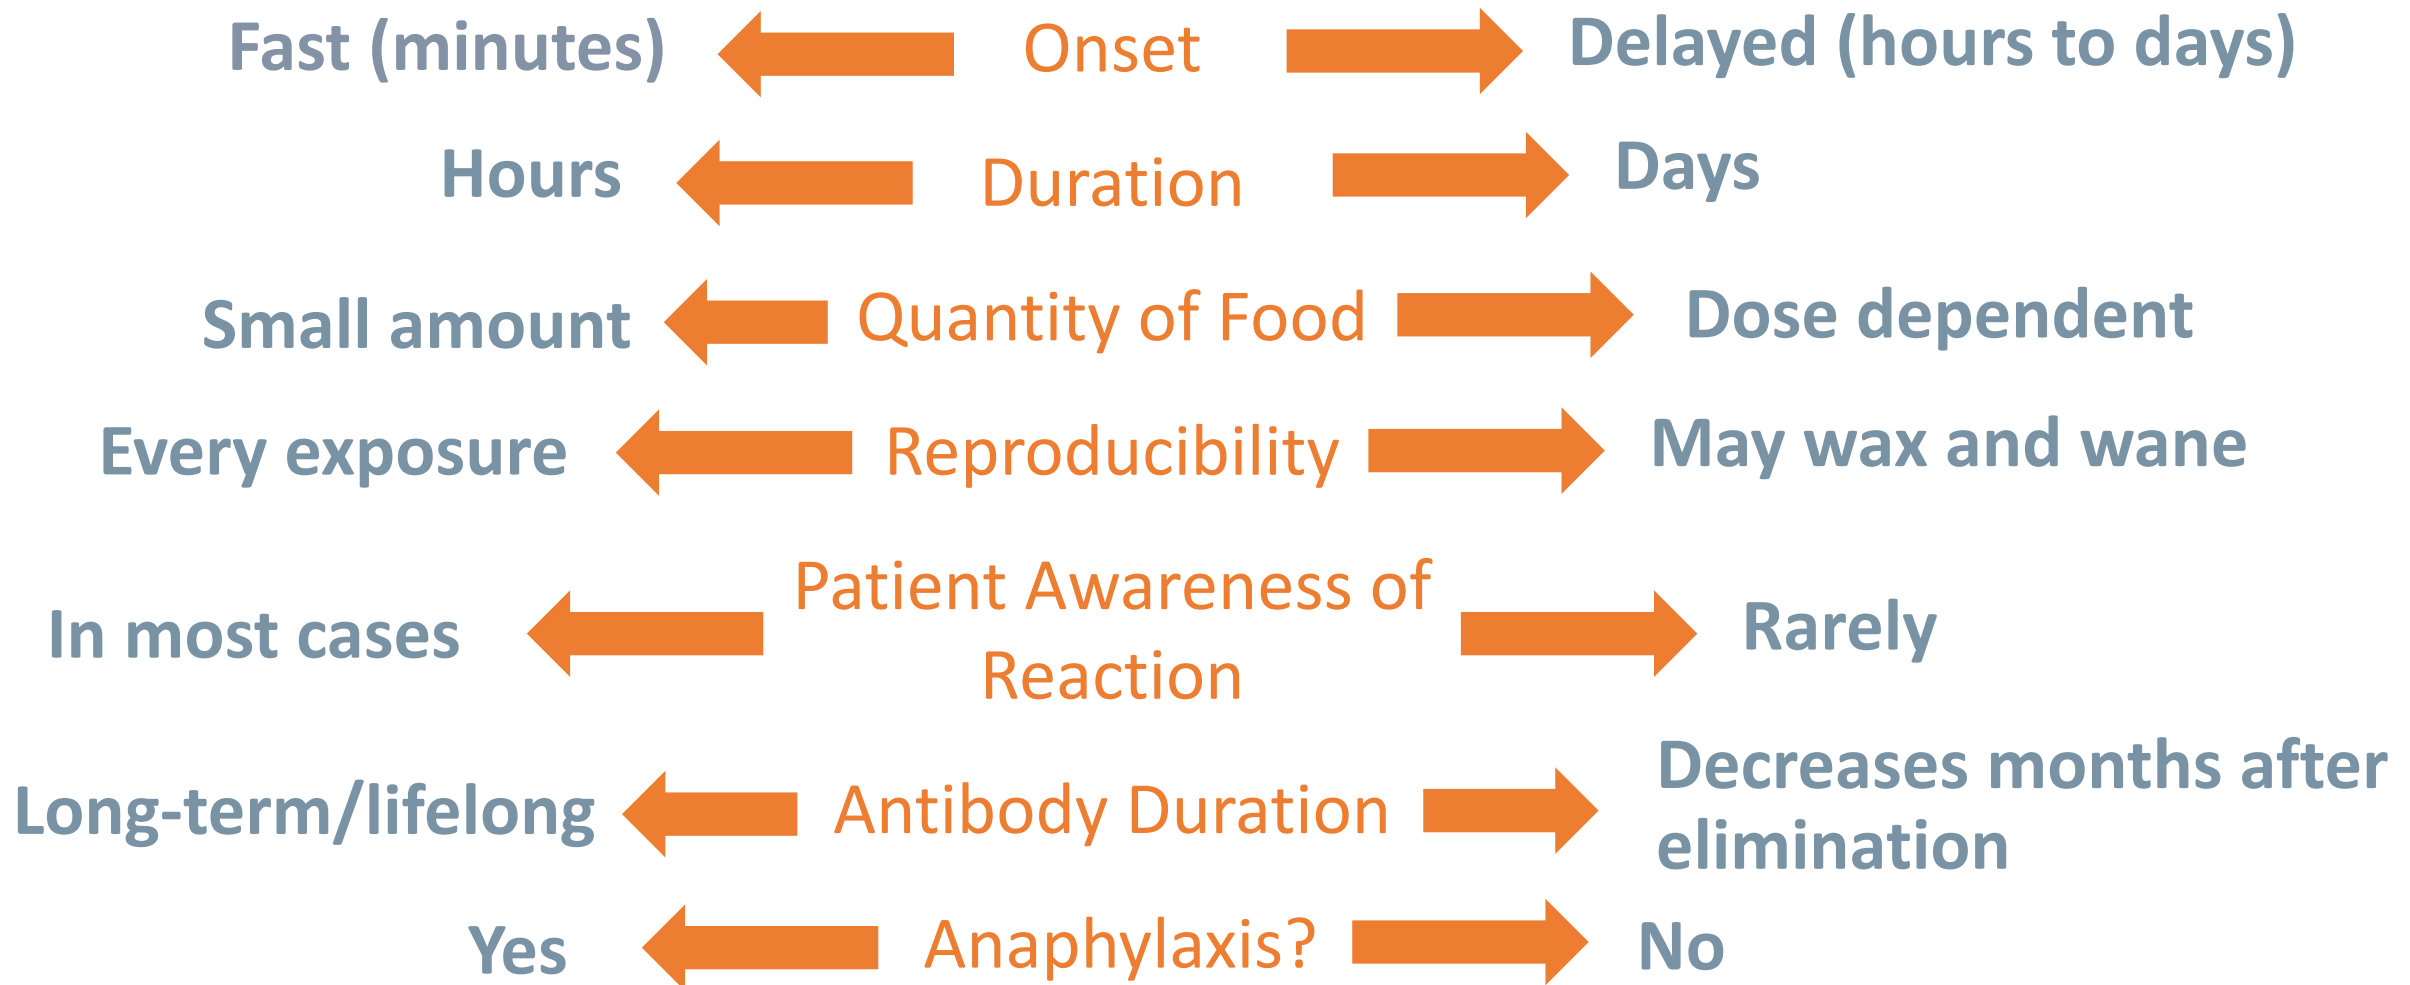 Fast (minutes) Onset Delayed (hours to days)
Hours Duration Days
Small amount Quantity of Food Dose dependent
Every exposure Reproducibility May wax and wane
In most cases Patient Awareness of Rarely
Reaction
Long-term/lifelong Antibody Duration Decreases months after
elimination
Yes Anaphylaxis? No